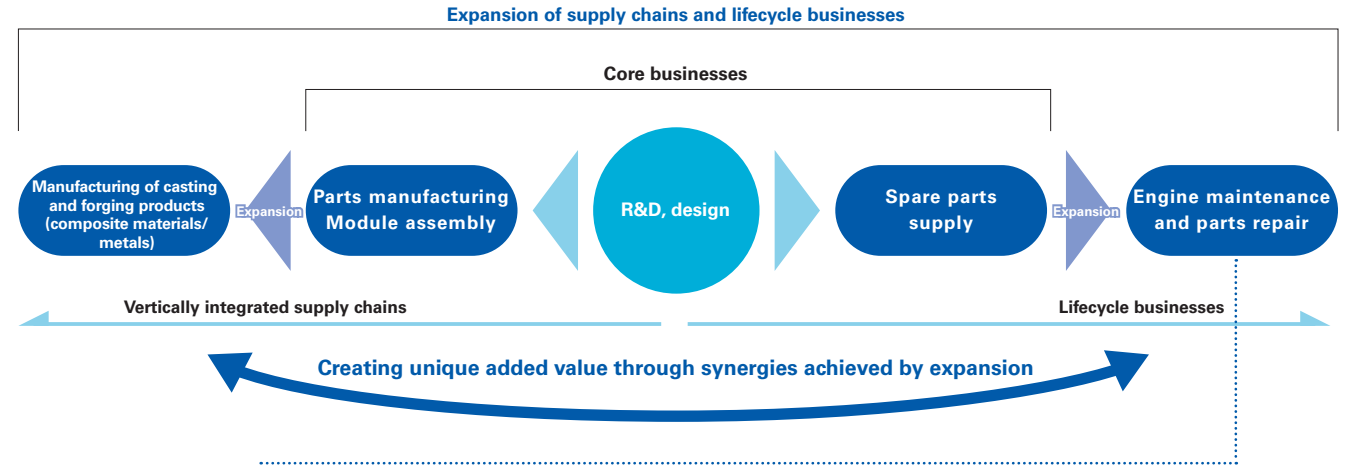 Expansion of supply chains and lifecycle businesses
Core businesses
Manufacturing of casting
and forging products
(composite materials/
metals)
Expansion
Parts manufacturing
Module assembly
R&D, design
Spare parts
supply
Expansion
Engine maintenance
and parts repair
Vertically integrated supply chains
Lifecycle businesses
Creating unique added value through synergies achieved by expansion